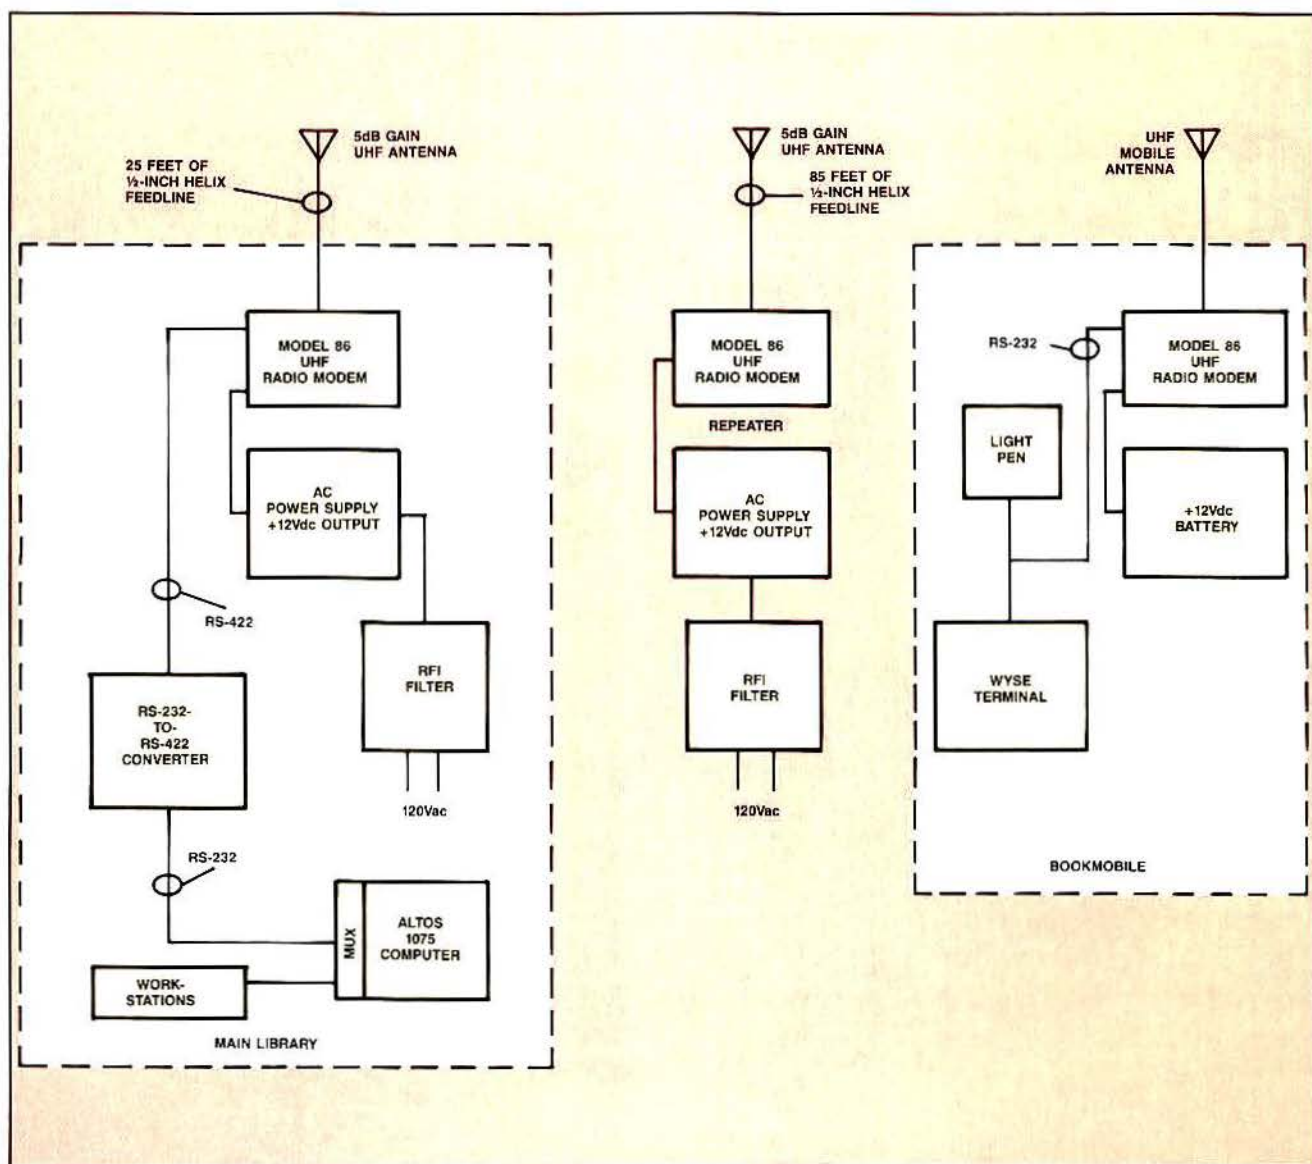 25 FEET OF
½-INCH HELIX
FEEDLINE
5dB GAIN
UHF ANTENNA
MODEL 86
UHF
RADIO MODEM
AC
POWER SUPPLY
+12Vdc OUTPUT
RS-422
RFI
FILTER
RS-232-
TO-
RS-422
CONVERTER
120Vac
RS-232
MUX
ALTOS
1075
COMPUTER
WORK-
STATIONS
MAIN LIBRARY
5dB GAIN
UHF ANTENNA
85 FEET OF
½-INCH HELIX
FEEDLINE
MODEL 86
UHF
RADIO MODEM
REPEATER
AC
POWER SUPPLY
+12Vdc OUTPUT
RFI
FILTER
120Vac
UHF
MOBILE
ANTENNA
RS-232
MODEL 86
UHF
RADIO MODEM
LIGHT
PEN
+12Vdc
BATTERY
WYSE
TERMINAL
BOOKMOBILE